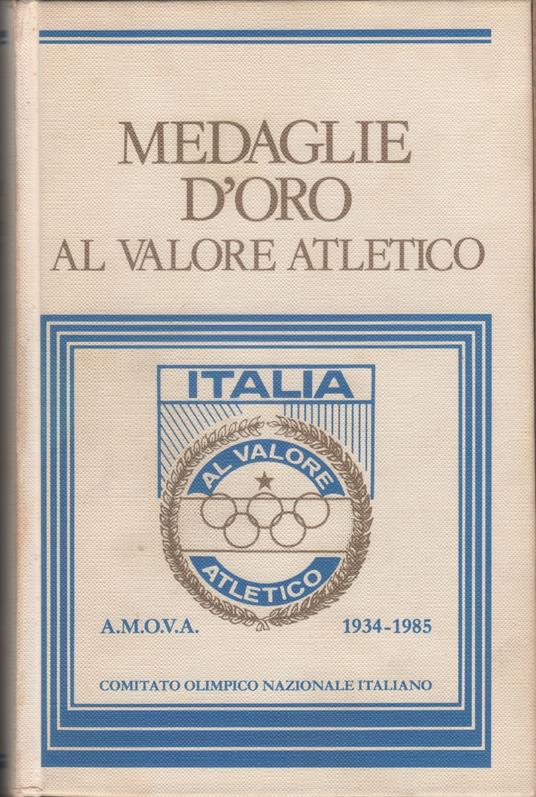 MEDAGLIE
D'ORO
AL VALORE ATLETICO
ITALIA
AL VALORE
ATLETICO
A.M.O.V.A. 1934-1985
COMITATO OLIMPICO NAZIONALE ITALIANO